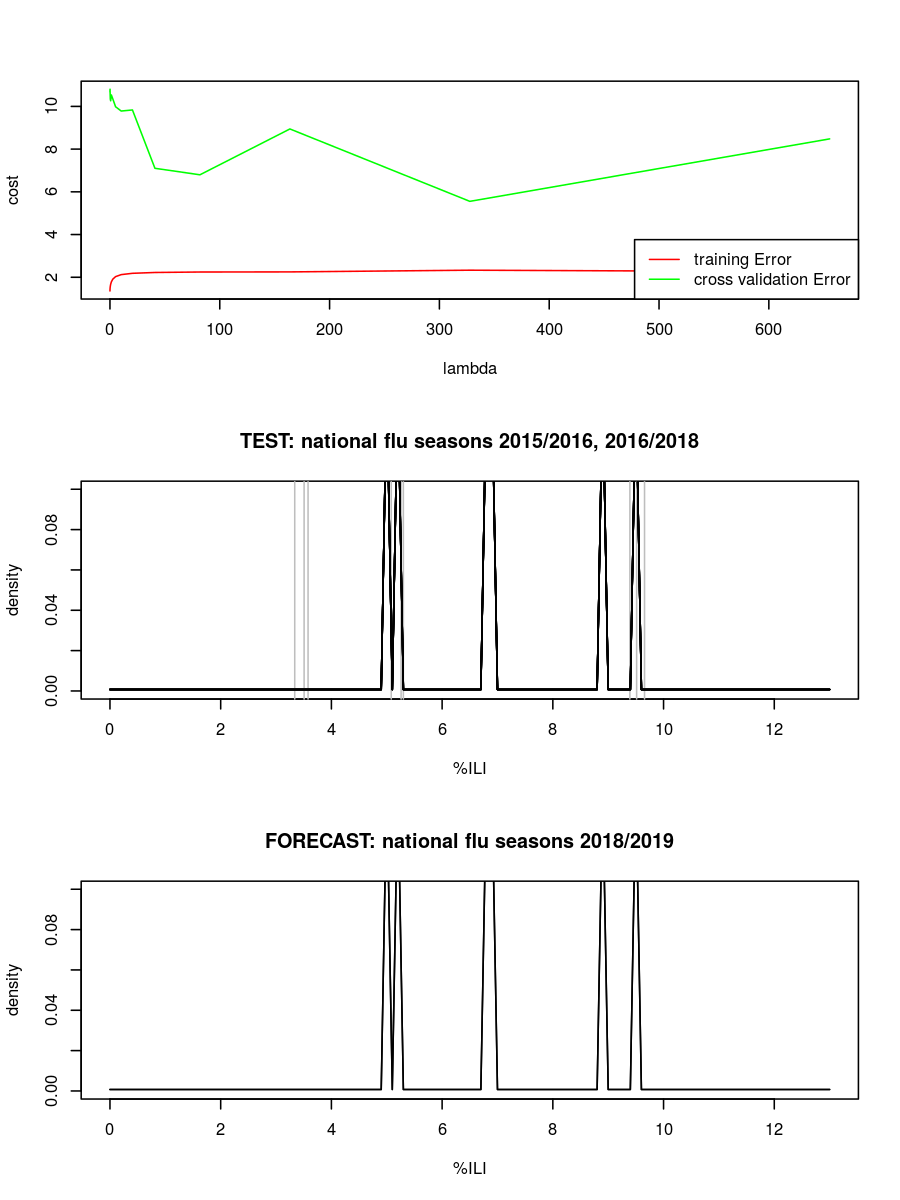 10
8
6
4
2
cost
training Error
cross validation Error
0 100 200 300 400 500 600
lambda
TEST: national flu seasons 2015/2016, 2016/2018
0.08
0.04
0.00
density
0 2 4 6 8 10 12
%ILI
FORECAST: national flu seasons 2018/2019
0.08
0.04
0.00
density
0 2 4 6 8 10 12
%ILI